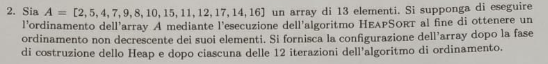 2. Sia A = [2, 5, 4, 7, 9, 8, 10, 15, 11, 12, 17, 14, 16] un array di 13 elementi. Si supponga di eseguire
l'ordinamento dell'array A mediante l'esecuzione dell'algoritmo HEAPSORT al fine di ottenere un
ordinamento non decrescente dei suoi elementi. Si fornisca la configurazione dell'array dopo la fase
di costruzione dello Heap e dopo ciascuna delle 12 iterazioni dell'algoritmo di ordinamento.